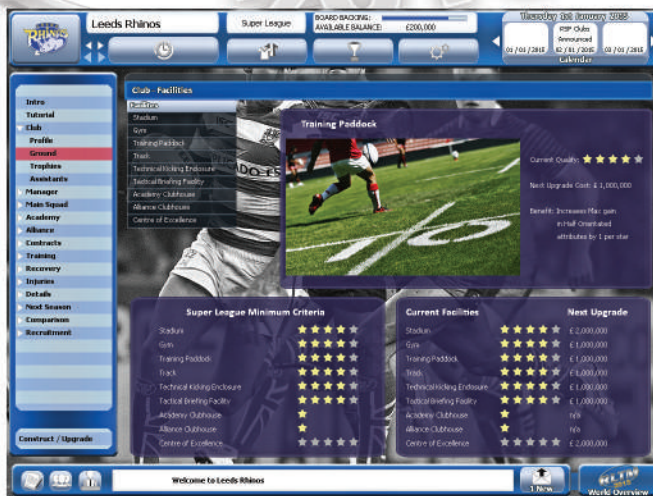 RHINOS
Leeds Rhinos
Super League
BOARD BACKING:
AVAILABLE BALANCE: £200,000
Thursday 1st January 2015
RSP Clubs
Announced
01/01/2015 02/01/2015 03/01/2015
Calendar
Intro
Tutorial
Club
Profile
Ground
Trophies
Assistants
Manager
Main Squad
Academy
Alliance
Contracts
Training
Recovery
Injuries
Details
Next Season
Comparison
Recruitment
Construct / Upgrade
Club - Facilities
Facilities
Stadium
Gym
Training Paddock
Track
Technical Kicking Enclosure
Tactical Briefing Facility
Academy Clubhouse
Alliance Clubhouse
Centre of Excellence
Training Paddock
Current Quality:
Next Upgrade Cost: £ 1,000,000
Benefit: Increases Max gain
in Half Orientated
attributes by 1 per star
Super League Minimum Criteria
Stadium
Gym
Training Paddock
Track
Technical Kicking Enclosure
Tactical Briefing Facility
Academy Clubhouse
Alliance Clubhouse
Centre of Excellence
Current Facilities Next Upgrade
Stadium £ 2,000,000
Gym £ 1,000,000
Training Paddock £ 1,000,000
Track £ 1,000,000
Technical Kicking Enclosure £ 1,000,000
Tactical Briefing Facility £ 1,000,000
Academy Clubhouse n/a
Alliance Clubhouse n/a
Centre of Excellence £ 2,000,000
Welcome to Leeds Rhinos
1 New
RLTM
2015
World Overview